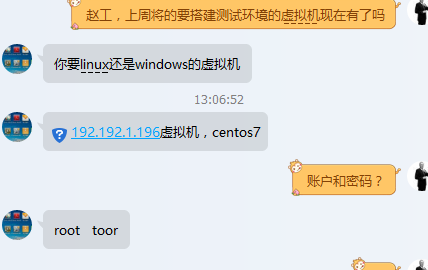 赵工，上周将的要搭建测试环境的虚拟机现在有了吗
你要linux还是windows的虚拟机
13:06:52
192.192.1.196虚拟机，centos7
账户和密码？
root toor